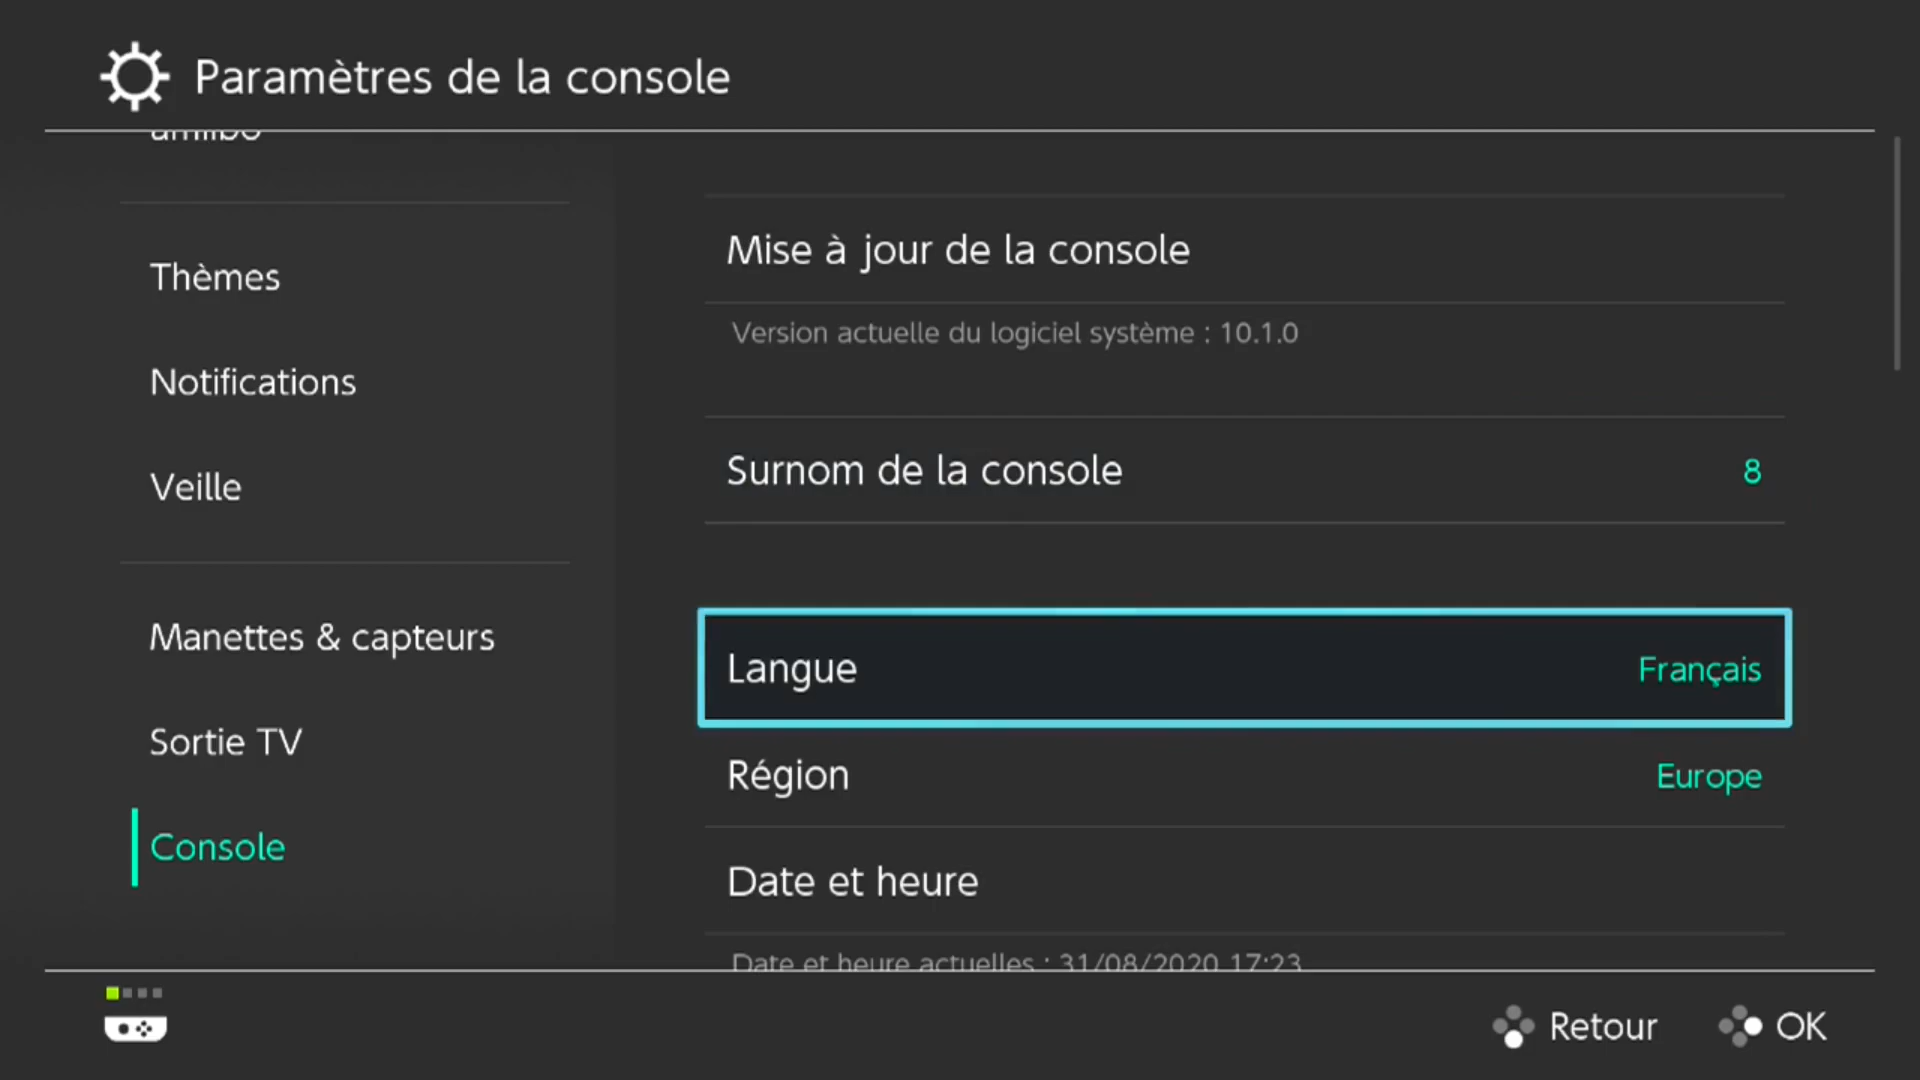 Paramètres de la console
amiibo
Thèmes
Notifications
Veille
Manettes & capteurs
Sortie TV
Console
Mise à jour de la console
Version actuelle du logiciel système : 10.1.0
Surnom de la console 8
Langue Français
Région Europe
Date et heure
Date et heure actuelles : 31/08/2020 17:23
Retour OK